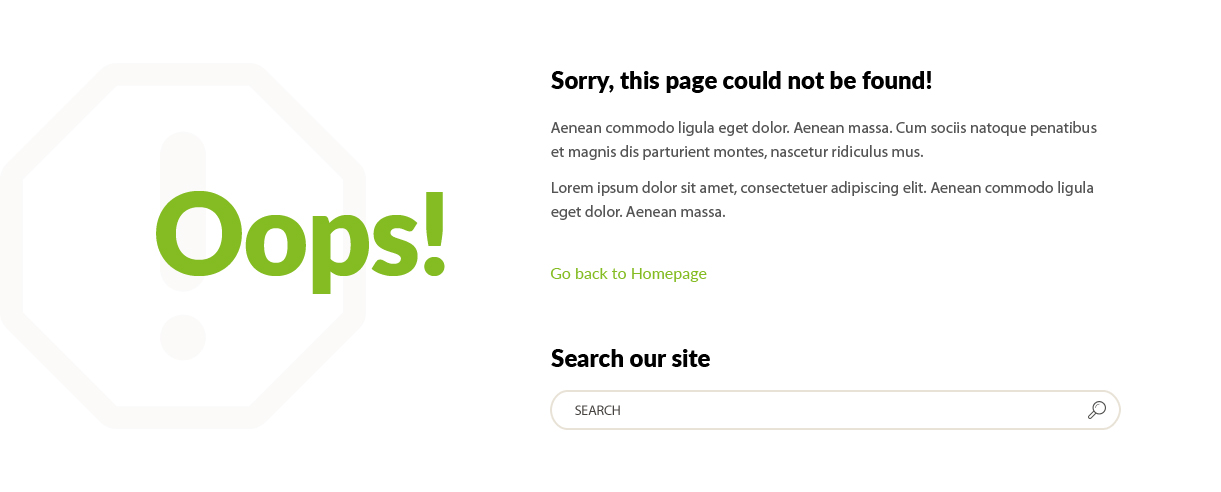 Oops!
Sorry, this page could not be found!
Aenean commodo ligula eget dolor. Aenean massa. Cum sociis natoque penatibus
et magnis dis parturient montes, nascetur ridiculus mus.
Lorem ipsum dolor sit amet, consectetuer adipiscing elit. Aenean commodo ligula
eget dolor. Aenean massa.
Go back to Homepage
Search our site
SEARCH